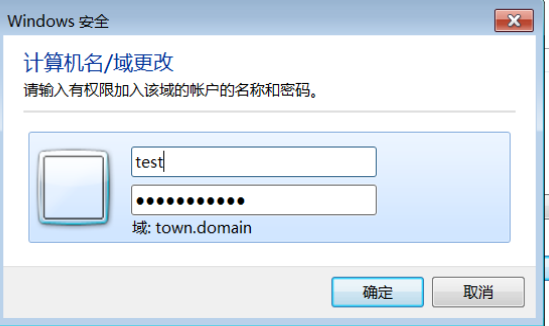 Windows 安全
计算机名/域更改
请输入有权限加入该域的帐户的名称和密码。
test
●●●●●●●●●●●
域: town.domain
确定
取消